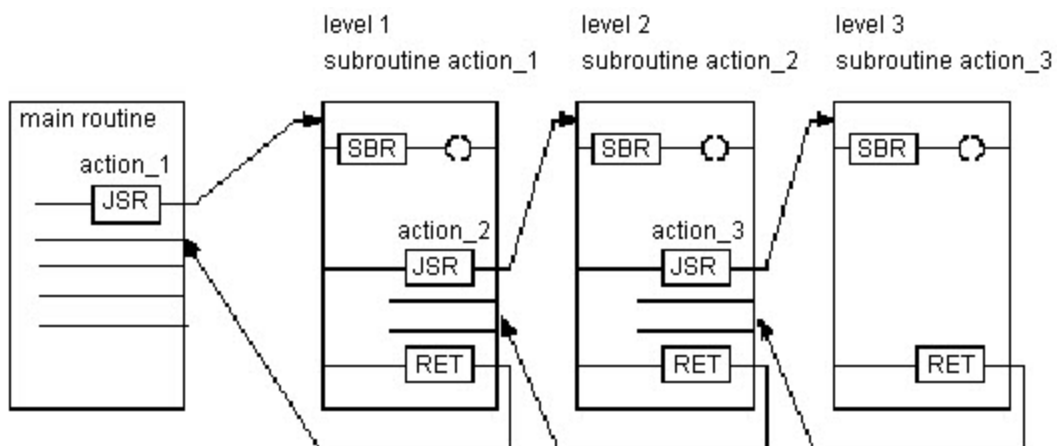 level 1
subroutine action_1
level 2
subroutine action_2
level 3
subroutine action_3
main routine
action_1
JSR
SBR
action_2
JSR
RET
SBR
action_3
JSR
RET
SBR
RET